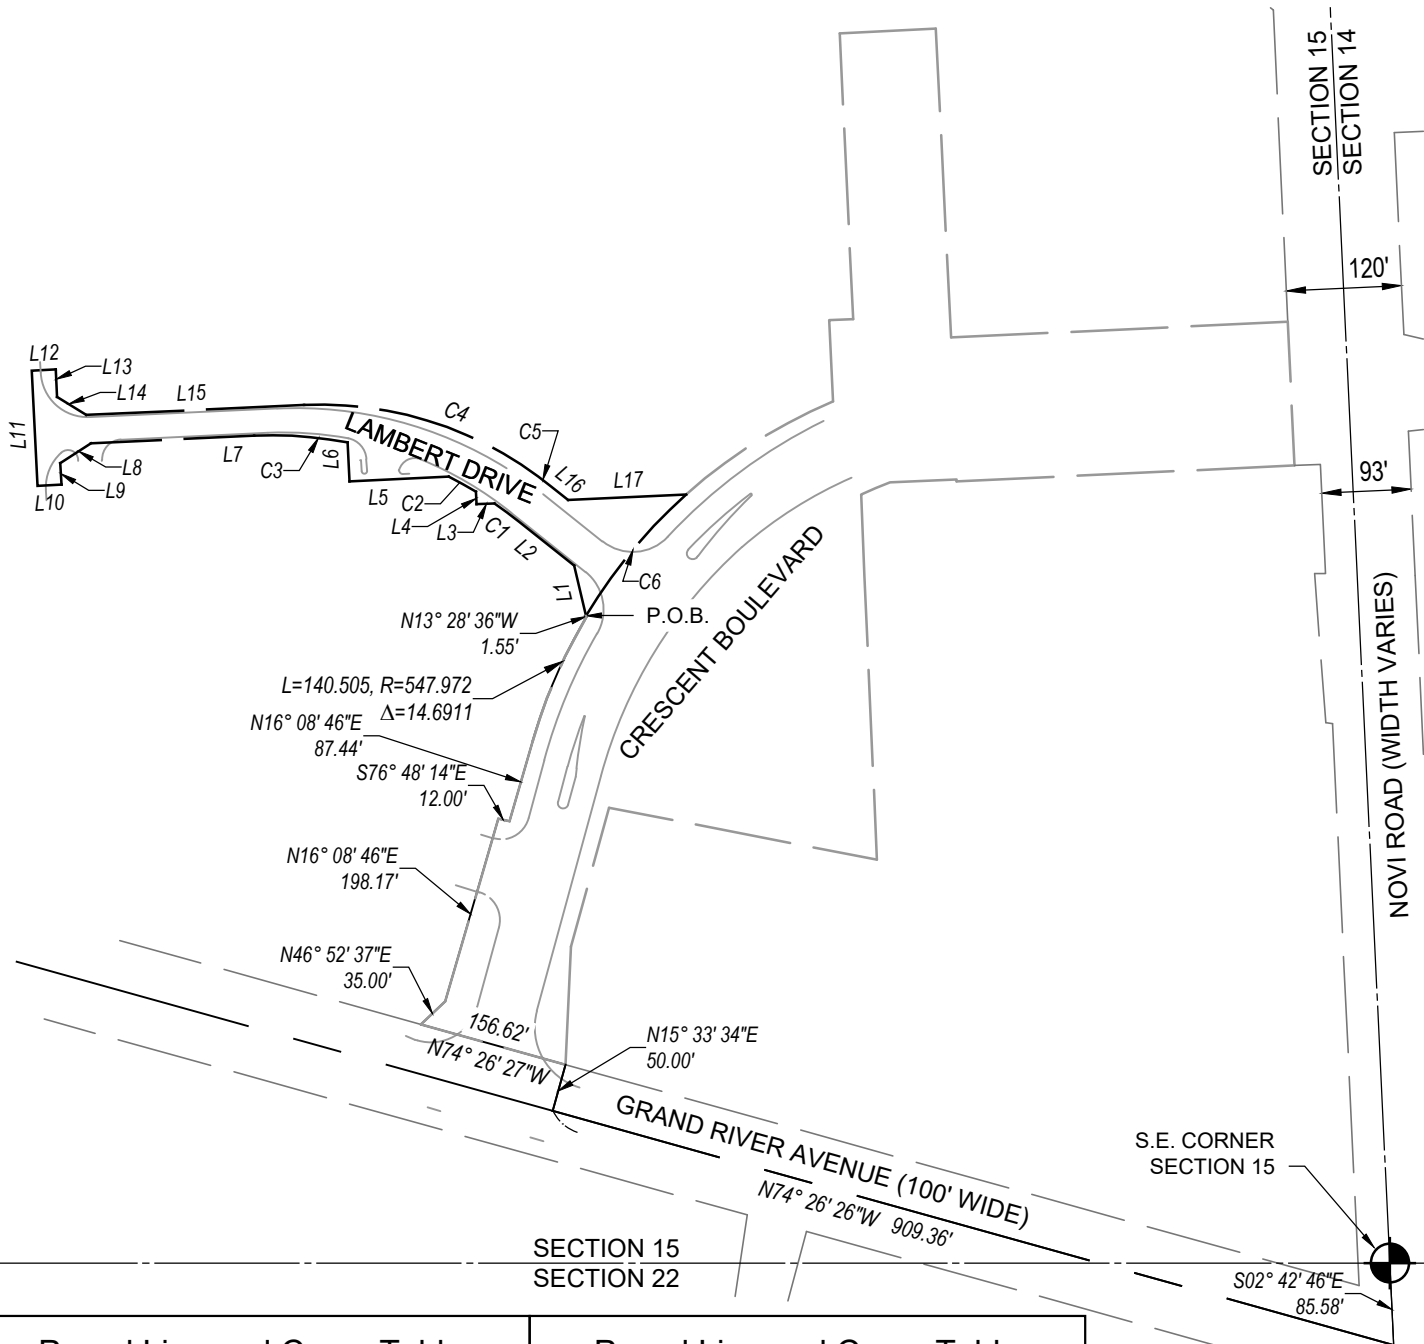 SECTION 15
SECTION 14
120'
L12
L13
L14
L15
L11
L10
L9
L8
L7
C3
L6
L5
LAMBERT DRIVE
C4
C5
L16
L17
C2
L4
L3
C1
L2
L1
C6
93'
P.O.B.
N13° 28' 36"W
1.55'
L=140.505, R=547.972
Δ=14.6911
N16° 08' 46"E
87.44'
S76° 48' 14"E
12.00'
CRESCENT BOULEVARD
NOVI ROAD (WIDTH VARIES)
N16° 08' 46"E
198.17'
N46° 52' 37"E
35.00'
156.62'
N74° 26' 27"W
N15° 33' 34"E
50.00'
GRAND RIVER AVENUE (100' WIDE)
N74° 26' 26"W 909.36'
S.E. CORNER
SECTION 15
SECTION 15
SECTION 22
S02° 42' 46"E
85.58'